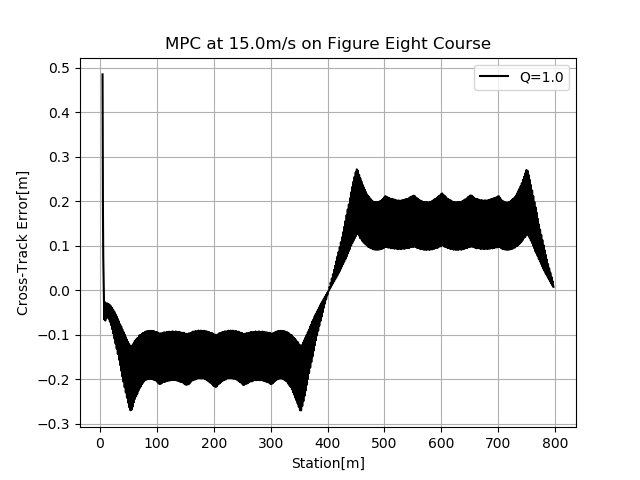 MPC at 15.0m/s on Figure Eight Course
Q=1.0
Cross-Track Error[m]
0.5
0.4
0.3
0.2
0.1
0.0
−0.1
−0.2
−0.3
0 100 200 300 400 500 600 700 800
Station[m]